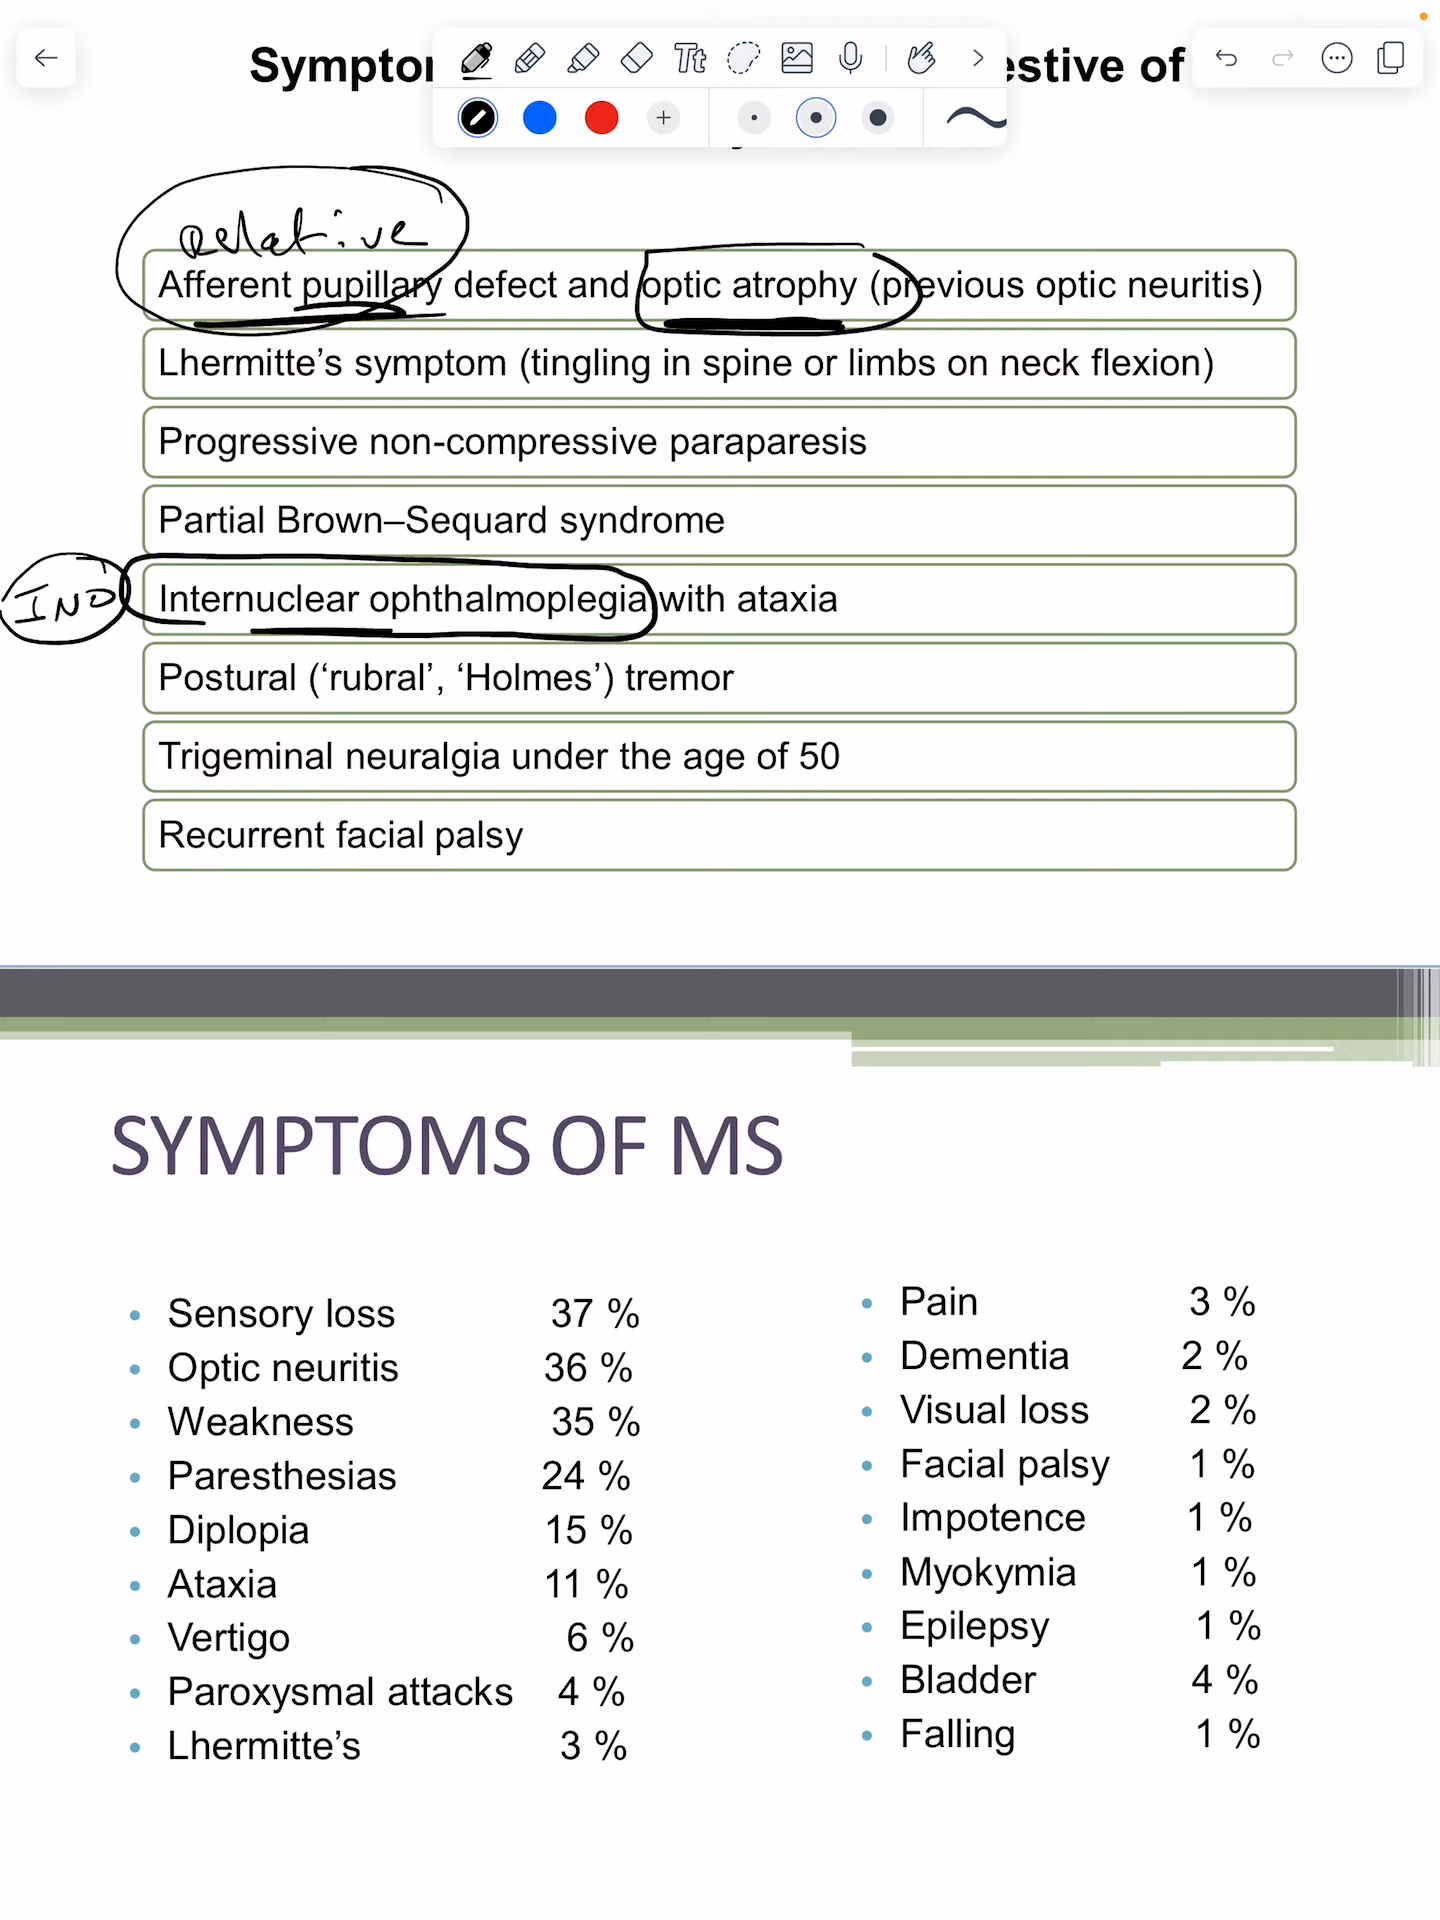 Sympto
estive of
Relative
Afferent pupillary defect and optic atrophy (previous optic neuritis)
Lhermitte’s symptom (tingling in spine or limbs on neck flexion)
Progressive non-compressive paraparesis
Partial Brown–Sequard syndrome
INO
Internuclear ophthalmoplegia with ataxia
Postural (‘rubral’, ‘Holmes’) tremor
Trigeminal neuralgia under the age of 50
Recurrent facial palsy
SYMPTOMS OF MS
• Sensory loss 37 %
• Optic neuritis 36 %
• Weakness 35 %
• Paresthesias 24 %
• Diplopia 15 %
• Ataxia 11 %
• Vertigo 6 %
• Paroxysmal attacks 4 %
• Lhermitte’s 3 %
• Pain 3 %
• Dementia 2 %
• Visual loss 2 %
• Facial palsy 1 %
• Impotence 1 %
• Myokymia 1 %
• Epilepsy 1 %
• Bladder 4 %
• Falling 1 %